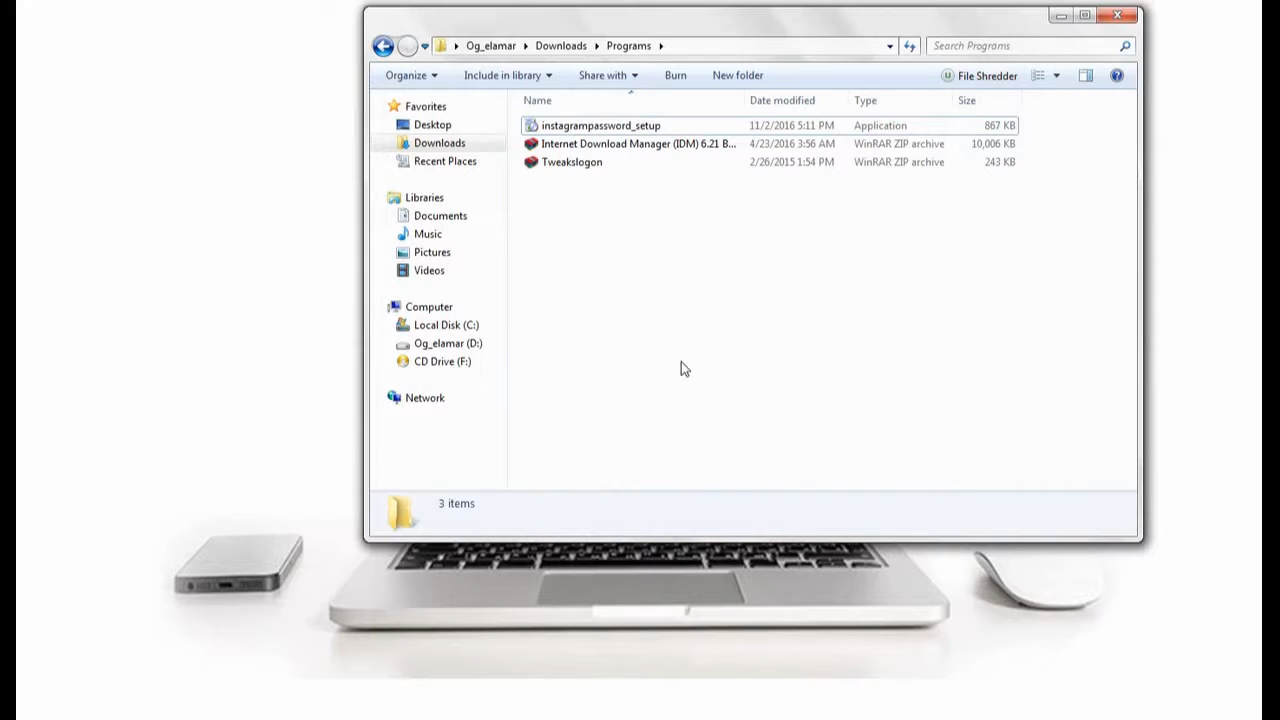 Og_elamar Downloads Programs Search Programs
Organize Include in library Share with Burn New folder File Shredder
Name Date modified Type Size
Favorites
Desktop
Downloads
Recent Places
Libraries
Documents
Music
Pictures
Videos
Computer
Local Disk (C:)
Og_elamar (D:)
CD Drive (F:)
Network
instagrampassword_setup 11/2/2016 5:11 PM Application 867 KB
Internet Download Manager (IDM) 6.21 B... 4/23/2016 3:56 AM WinRAR ZIP archive 10,006 KB
Tweakslogon 2/26/2015 1:54 PM WinRAR ZIP archive 243 KB
3 items